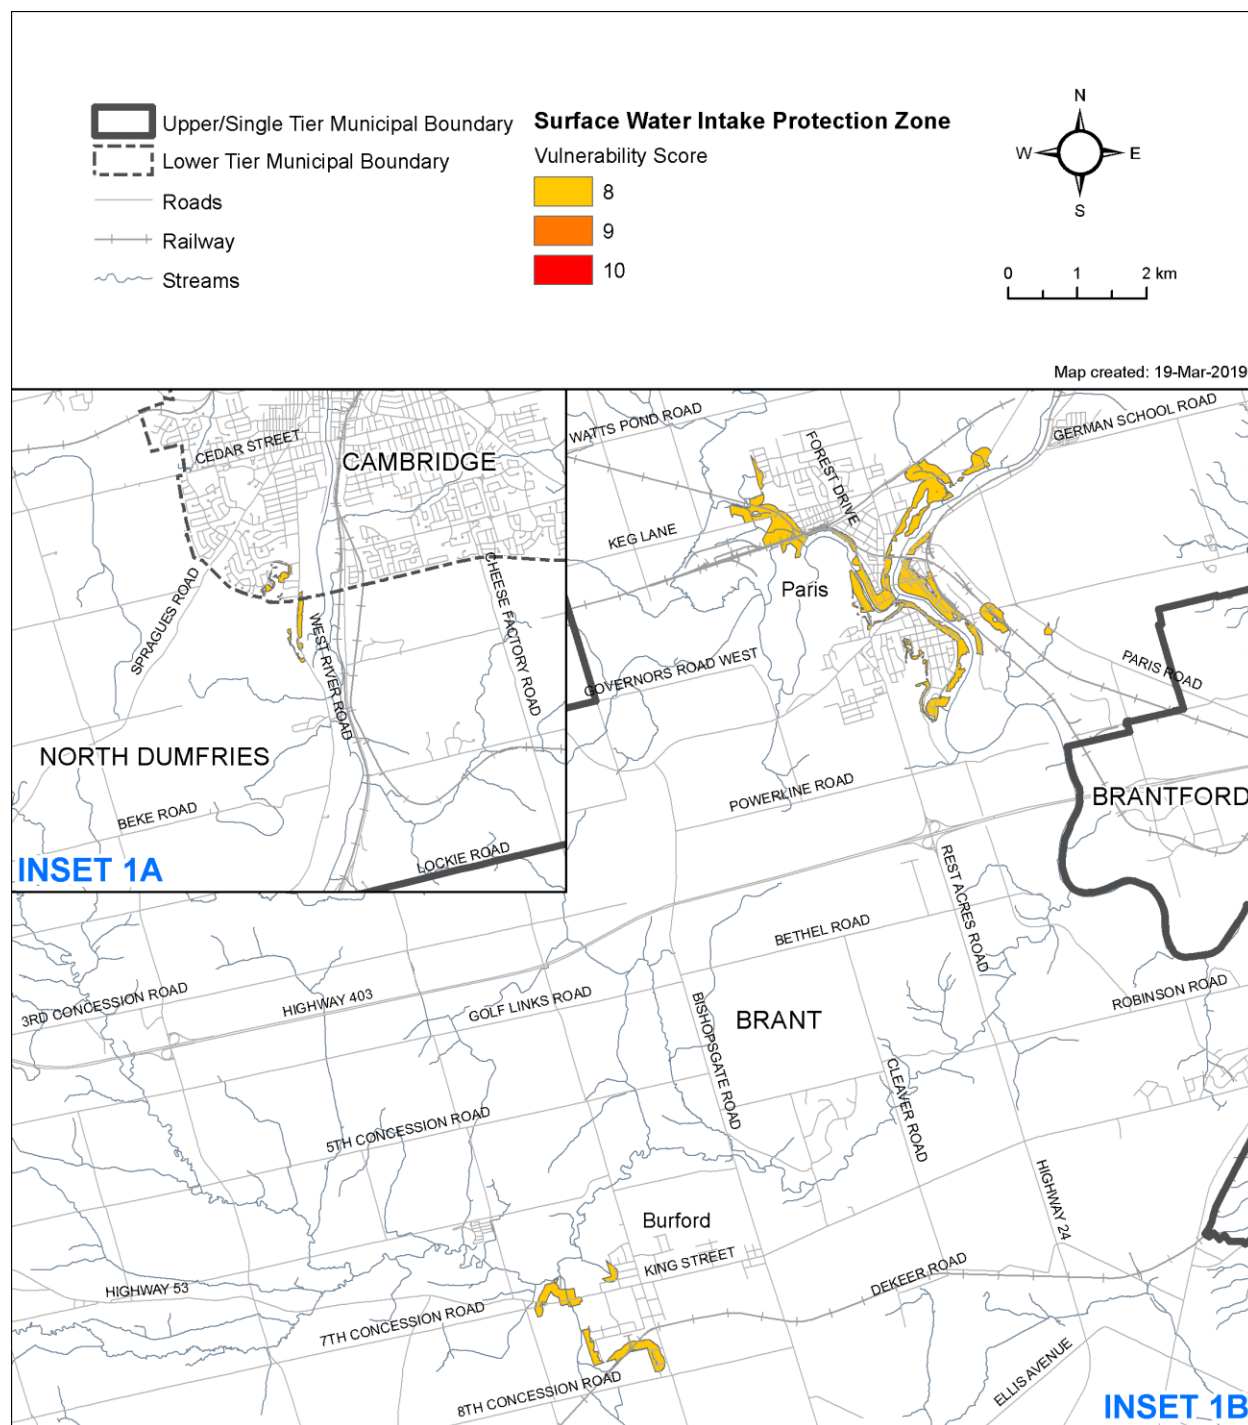 Upper/Single Tier Municipal Boundary
Lower Tier Municipal Boundary
Roads
Railway
Streams
Surface Water Intake Protection Zone
Vulnerability Score
8
9
10
N
W E
S
0 1 2 km
Map created: 19-Mar-2019
CEDAR STREET
CAMBRIDGE
SPRAGUES ROAD
WEST RIVER ROAD
CHEESE FACTORY ROAD
NORTH DUMFRIES
BEKE ROAD
LOCKIE ROAD
INSET 1A
WATTS POND ROAD
FOREST DRIVE
GERMAN SCHOOL ROAD
KEG LANE
Paris
GOVERNORS ROAD WEST
PARIS ROAD
POWERLINE ROAD
BRANTFORD
REST ACRES ROAD
BETHEL ROAD
3RD CONCESSION ROAD
HIGHWAY 403
GOLF LINKS ROAD
BISHOPSGATE ROAD
BRANT
ROBINSON ROAD
CLEAVER ROAD
5TH CONCESSION ROAD
HIGHWAY 24
Burford
KING STREET
DEKEER ROAD
HIGHWAY 53
7TH CONCESSION ROAD
8TH CONCESSION ROAD
ELLIS AVENUE
INSET 1B